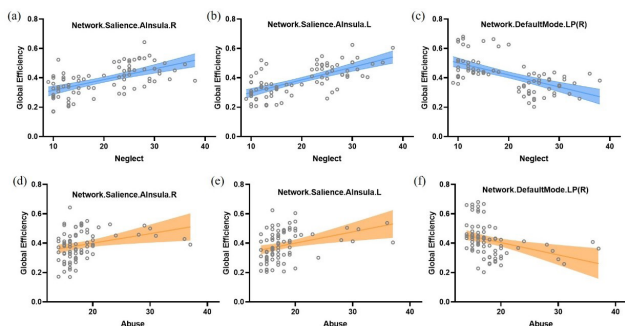 (a)
Network.Salience.AInsula.R
Global Efficiency
0.8
0.6
0.4
0.2
0.0
10
20
30
40
Neglect
(b)
Network.Salience.AInsula.L
Global Efficiency
0.8
0.6
0.4
0.2
0.0
10
20
30
40
Neglect
(c)
Network.DefaultMode.LP(R)
Global Efficiency
0.8
0.6
0.4
0.2
0.0
10
20
30
40
Neglect
(d)
Network.Salience.AInsula.R
Global Efficiency
0.8
0.6
0.4
0.2
0.0
20
30
40
Abuse
(e)
Network.Salience.AInsula.L
Global Efficiency
0.8
0.6
0.4
0.2
0.0
20
30
40
Abuse
(f)
Network.DefaultMode.LP(R)
Global Efficiency
0.8
0.6
0.4
0.2
0.0
20
30
40
Abuse